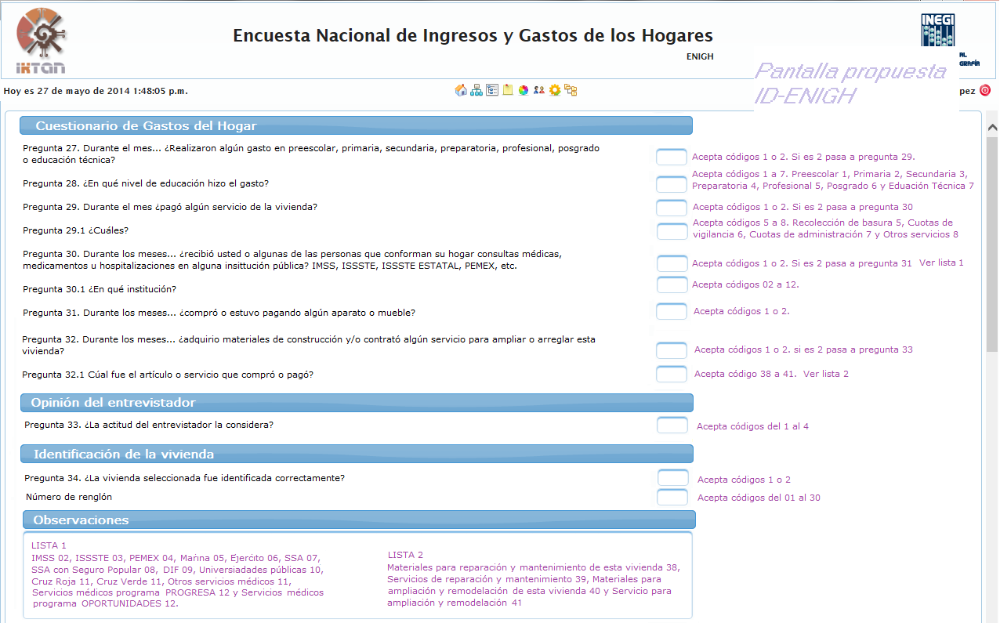 Encuesta Nacional de Ingresos y Gastos de los Hogares
ENIGH
INEGI
AL
GRAFÍA
IKTAN
Pantalla propuesta
ID-ENIGH
Hoy es 27 de mayo de 2014 1:48:05 p.m.
pez
Cuestionario de Gastos del Hogar
Pregunta 27. Durante el mes... ¿Realizaron algún gasto en preescolar, primaria, secundaria, preparatoria, profesional, posgrado
o educación técnica?
Acepta códigos 1 o 2. Si es 2 pasa a pregunta 29.
Pregunta 28. ¿En qué nivel de educación hizo el gasto?
Acepta códigos 1 a 7. Preescolar 1, Primaria 2, Secundaria 3,
Preparatoria 4, Profesional 5, Posgrado 6 y Eduación Técnica 7
Pregunta 29. Durante el mes ¿pagó algún servicio de la vivienda?
Acepta códigos 1 o 2. Si es 2 pasa a pregunta 30
Pregunta 29.1 ¿Cuáles?
Acepta códigos 5 a 8. Recolección de basura 5, Cuotas de
vigilancia 6, Cuotas de administración 7 y Otros servicios 8
Pregunta 30. Durante los meses... ¿recibió usted o algunas de las personas que conforman su hogar consultas médicas,
medicamentos u hospitalizaciones en alguna insittución pública? IMSS, ISSSTE, ISSSTE ESTATAL, PEMEX, etc.
Acepta códigos 1 o 2. Si es 2 pasa a pregunta 31 Ver lista 1
Pregunta 30.1 ¿En qué institución?
Acepta códigos 02 a 12.
Pregunta 31. Durante los meses... ¿compró o estuvo pagando algún aparato o mueble?
Acepta códigos 1 o 2.
Pregunta 32. Durante los meses... ¿adquirio materiales de construcción y/o contrató algún servicio para ampliar o arreglar esta
vivienda?
Acepta códigos 1 o 2. si es 2 pasa a pregunta 33
Pregunta 32.1 Cúal fue el artículo o servicio que compró o pagó?
Acepta código 38 a 41. Ver lista 2
Opinión del entrevistador
Pregunta 33. ¿La actitud del entrevistador la considera?
Acepta códigos del 1 al 4
Identificación de la vivienda
Pregunta 34. ¿La vivienda seleccionada fue identificada correctamente?
Acepta códigos 1 o 2
Número de renglón
Acepta códigos del 01 al 30
Observaciones
LISTA 1
IMSS 02, ISSSTE 03, PEMEX 04, Marina 05, Ejercito 06, SSA 07,
SSA con Seguro Popular 08, DIF 09, Universiadades públicas 10,
Cruz Roja 11, Cruz Verde 11, Otros servicios médicos 11,
Servicios médicos programa PROGRESA 12 y Servicios médicos
programa OPORTUNIDADES 12.
LISTA 2
Materiales para reparación y mantenimiento de esta vivienda 38,
Servicios de reparación y mantenimiento 39, Materiales para
ampliación y remodelación de esta vivienda 40 y Servicio para
ampliación y remodelación 41